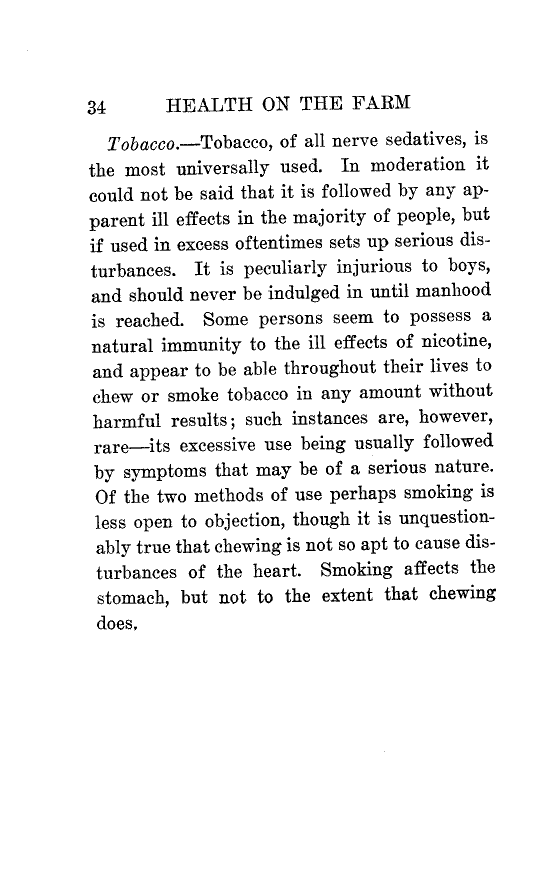 34 HEALTH ON THE FARM
Tobacco.—Tobacco, of all nerve sedatives, is
the most universally used. In moderation it
could not be said that it is followed by any ap-
parent ill effects in the majority of people, but
if used in excess oftentimes sets up serious dis-
turbances. It is peculiarly injurious to boys,
and should never be indulged in until manhood
is reached. Some persons seem to possess a
natural immunity to the ill effects of nicotine,
and appear to be able throughout their lives to
chew or smoke tobacco in any amount without
harmful results; such instances are, however,
rare—its excessive use being usually followed
by symptoms that may be of a serious nature.
Of the two methods of use perhaps smoking is
less open to objection, though it is unquestion-
ably true that chewing is not so apt to cause dis-
turbances of the heart. Smoking affects the
stomach, but not to the extent that chewing
does.